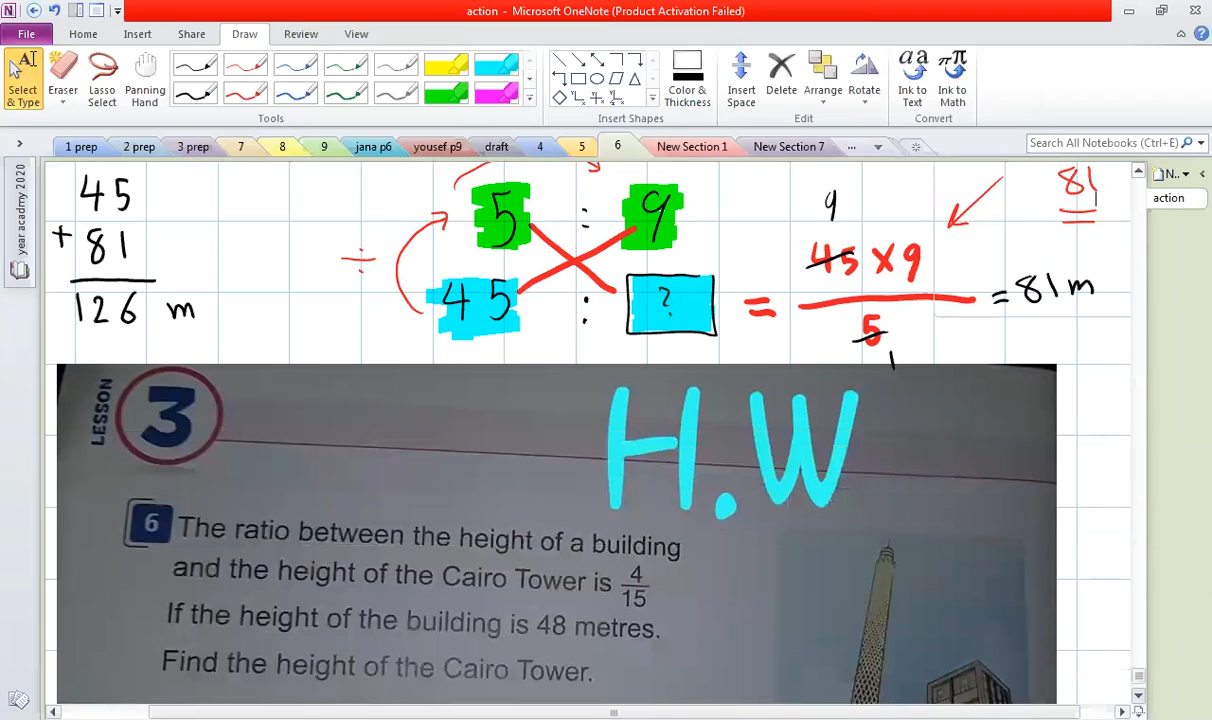 action - Microsoft OneNote (Product Activation Failed)
File Home Insert Share Draw Review View
Select & Type
Eraser
Lasso Select
Panning Hand
Tools
Insert Shapes
Color & Thickness
Insert Space
Delete
Arrange
Rotate
Edit
Ink to Text
Ink to Math
Convert
1 prep 2 prep 3 prep 7 8 9 jana p6 yousef p9 draft 4 5 6 New Section 1 New Section 7 ...
Search All Notebooks (Ctrl+E)
year academy 2020
N..
action
45
+ 81
126 m
÷
5 : 9
45 : ? = 45 × 9 / 5 = 81 m
9
1
81
H.W
LESSON 3
6 The ratio between the height of a building
and the height of the Cairo Tower is 4/15
If the height of the building is 48 metres.
Find the height of the Cairo Tower.